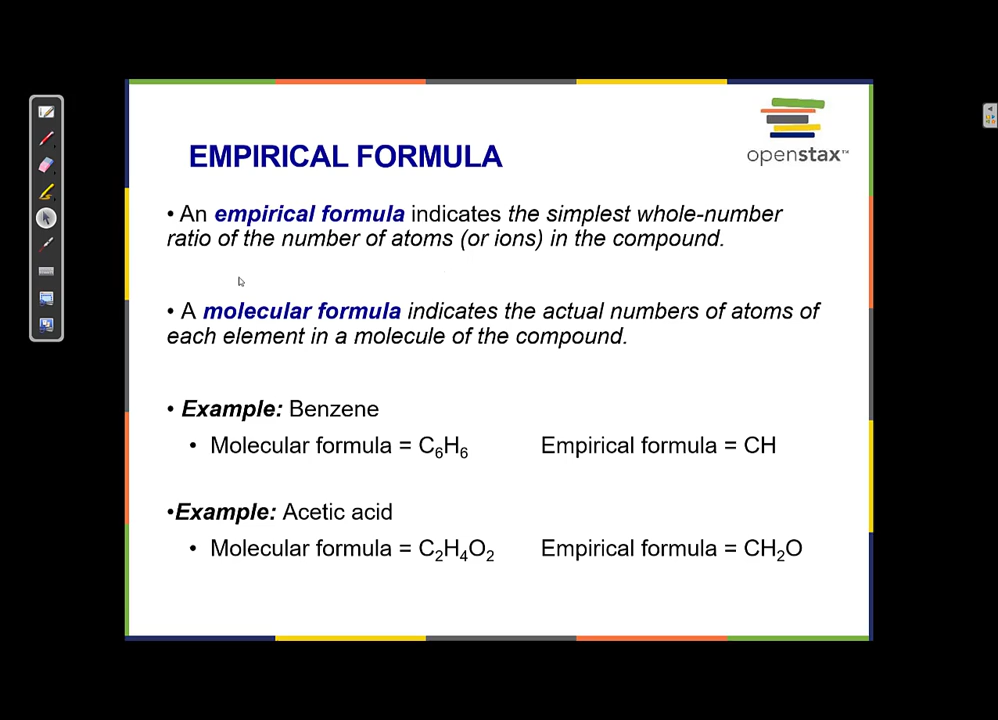 openstax™
EMPIRICAL FORMULA
• An empirical formula indicates the simplest whole-number
ratio of the number of atoms (or ions) in the compound.
• A molecular formula indicates the actual numbers of atoms of
each element in a molecule of the compound.
• Example: Benzene
• Molecular formula = C₆H₆ Empirical formula = CH
•Example: Acetic acid
• Molecular formula = C₂H₄O₂ Empirical formula = CH₂O